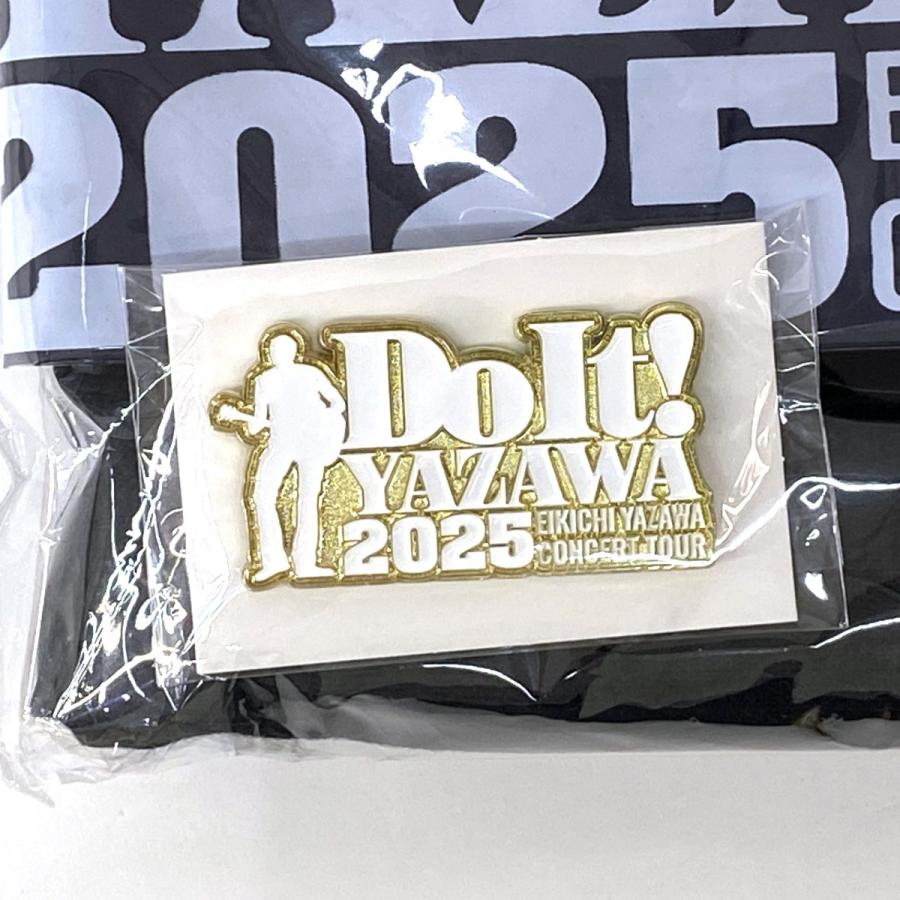 2025
Do It!
YAZAWA
2025
EIKICHI YAZAWA
CONCERT TOUR